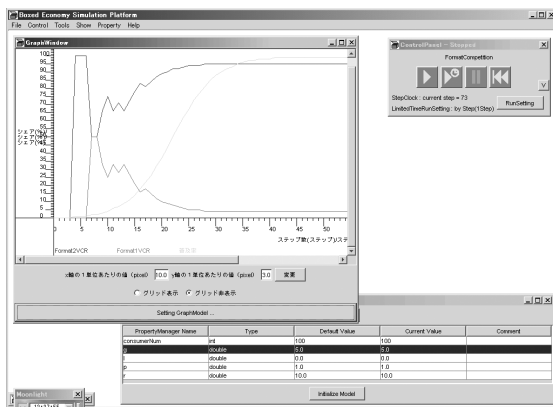 Boxed Economy Simulation Platform
File Control Tools Show Property Help
GraphWindow
100
95
90
85
80
75
70
65
60
55
50
45
40
35
30
25
20
15
10
5
0
0 5 10 15 20 25 30 35 40 45 50
ステップ数(ステップ)/ステ
Format2VCR Format1VCR 普及率
x軸の1単位あたりの値 (pixel) 10.0 y軸の1単位あたりの値 (pixel) 3.0 変更
グリッド表示 グリッド非表示
Setting GraphModel ...
ControlPanel - Stopped
FormatCompetition
StepClock : current step = 73
LimitedTimeRunSetting : by Step(1Step)
RunSetting
V
PropertyManager Name Type Default Value Current Value Comment
consumerNum int 100 100
double 5.0 5.0
double 0.0 0.0
p double 1.0 1.0
r double 10.0 10.0
Initialize Model
Moonlight